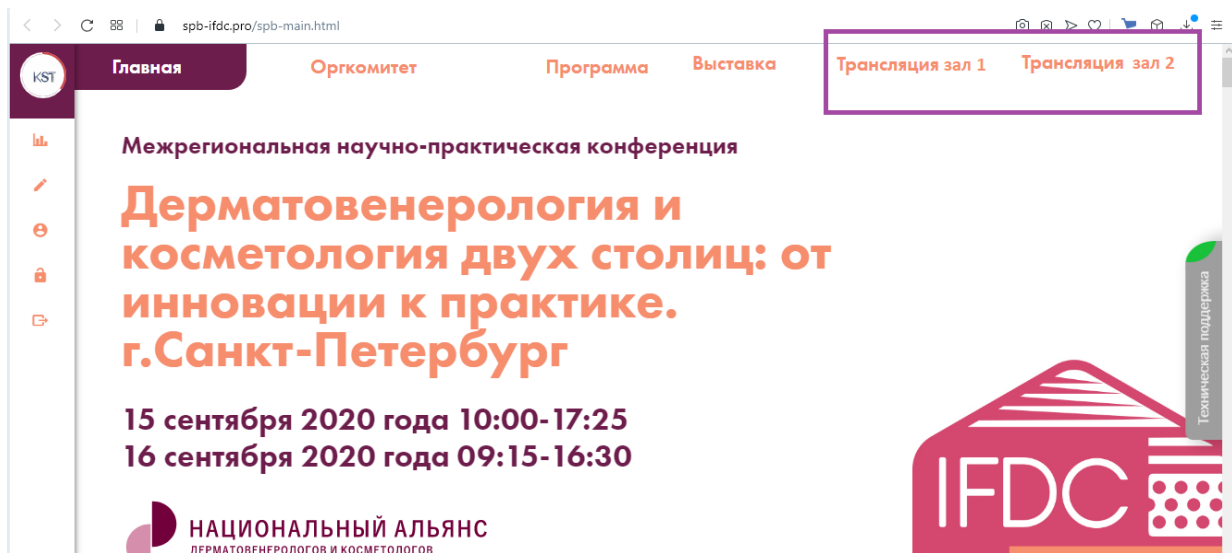 spb-ifdc.pro/spb-main.html
KST
Главная
Оргкомитет
Программа
Выставка
Трансляция зал 1
Трансляция зал 2
Межрегиональная научно-практическая конференция
Дерматовенерология и
косметология двух столиц: от
инновации к практике.
г.Санкт-Петербург
15 сентября 2020 года 10:00-17:25
16 сентября 2020 года 09:15-16:30
НАЦИОНАЛЬНЫЙ АЛЬЯНС
ДЕРМАТОВЕНЕРОЛОГОВ И КОСМЕТОЛОГОВ
Техническая поддержка
IFDC